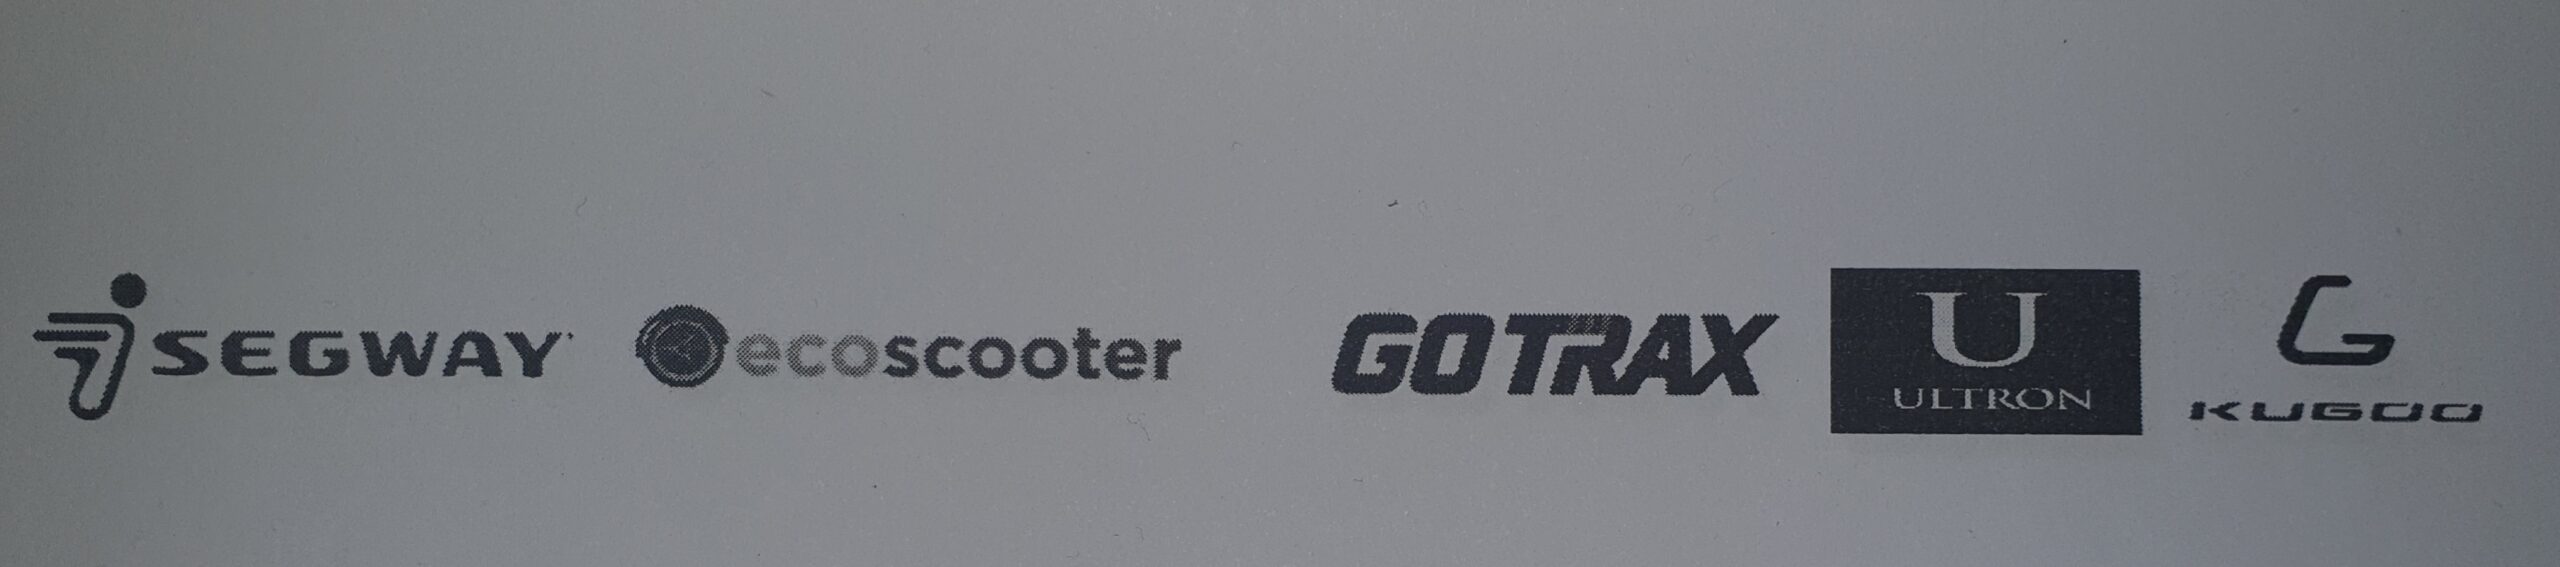 SEGWAY
ecoscooter
GOTRAX
U
ULTRON
G
KUGOO